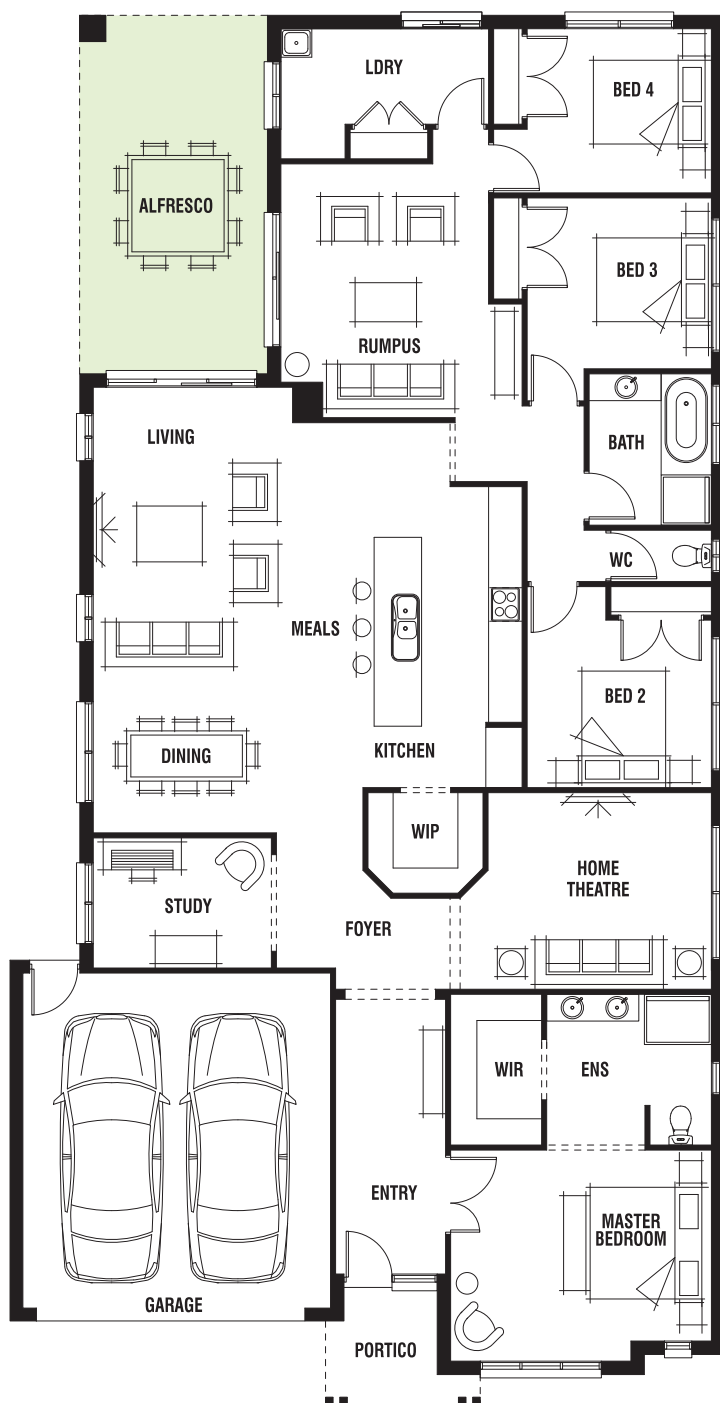 LDRY
BED 4
ALFRESCO
BED 3
RUMPUS
LIVING
BATH
WC
MEALS
BED 2
KITCHEN
DINING
WIP
HOME
THEATRE
STUDY
FOYER
WIR
ENS
ENTRY
MASTER
BEDROOM
GARAGE
PORTICO